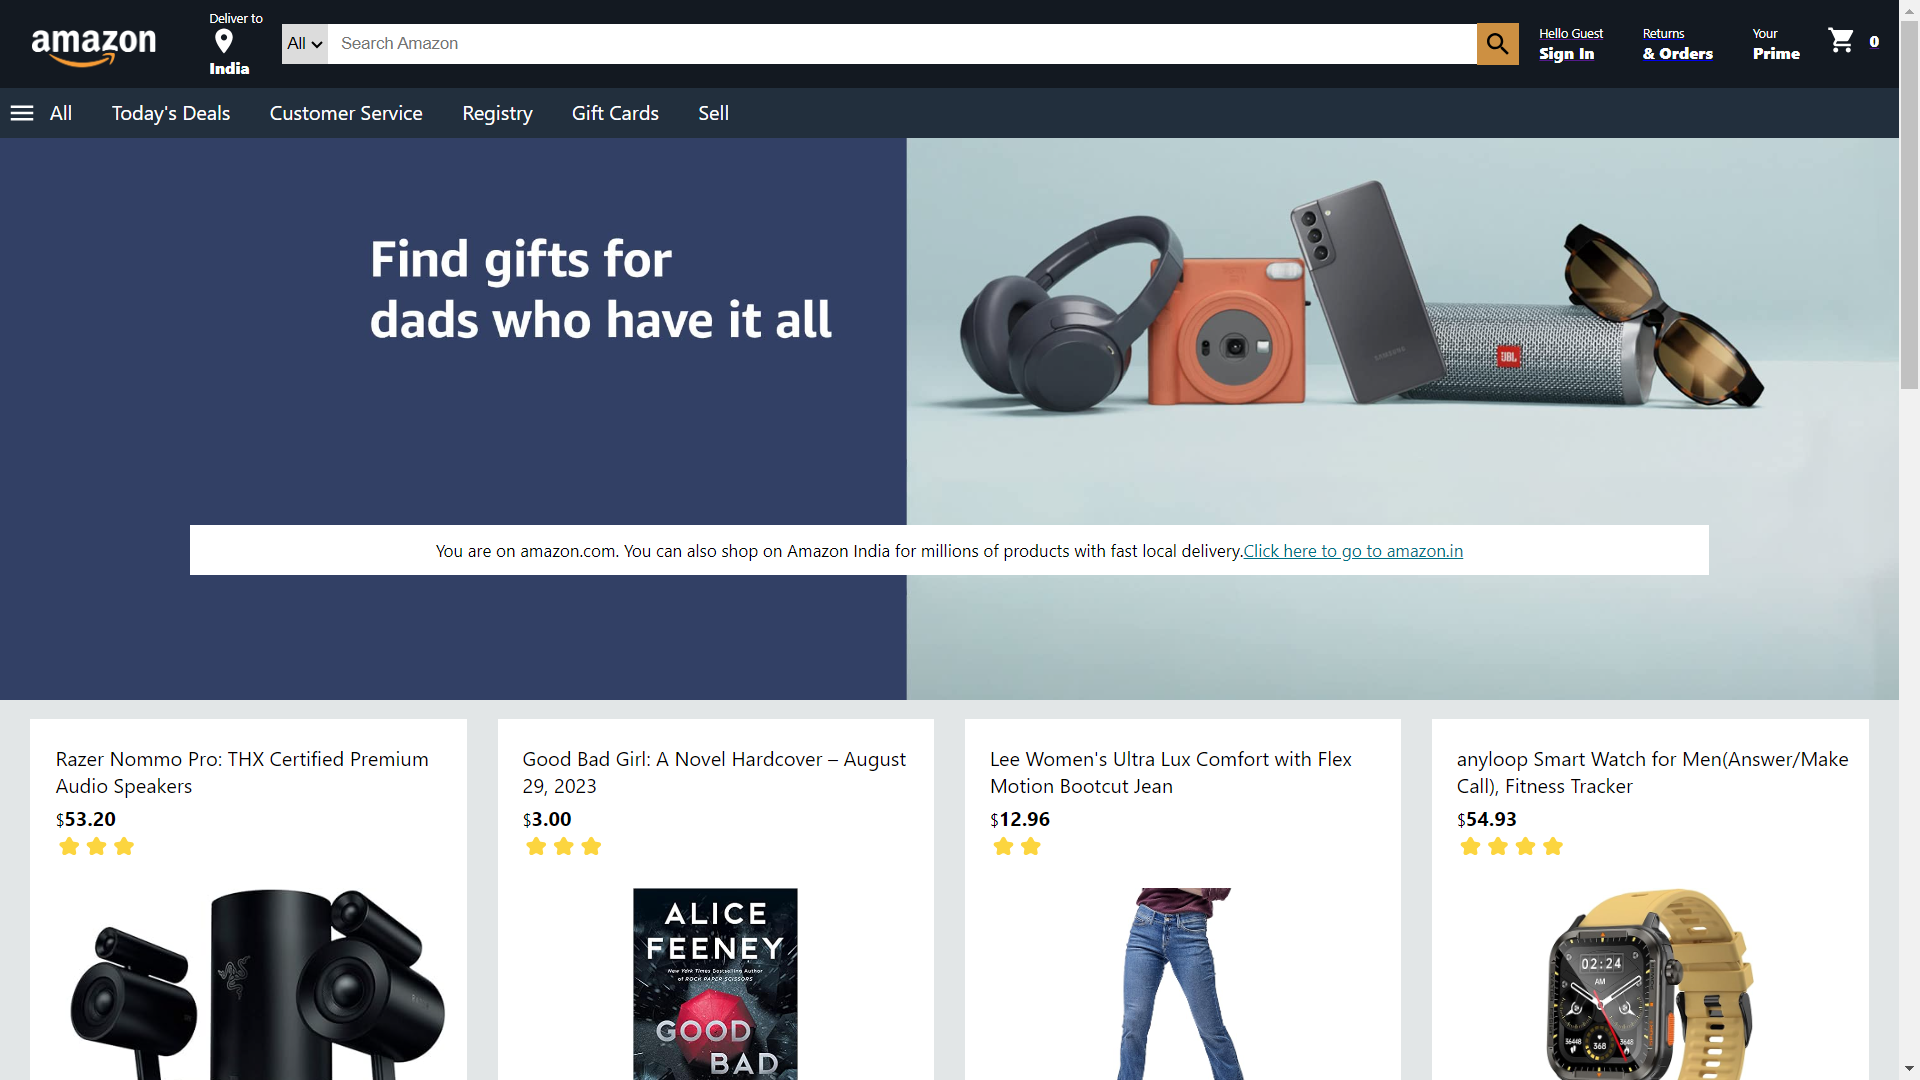 amazon
Deliver to
India
All
Search Amazon
Hello Guest
Sign In
Returns
& Orders
Your
Prime
0
All
Today's Deals
Customer Service
Registry
Gift Cards
Sell
Find gifts for
dads who have it all
SAMSUNG
JBL
You are on amazon.com. You can also shop on Amazon India for millions of products with fast local delivery.Click here to go to amazon.in
Razer Nommo Pro: THX Certified Premium
Audio Speakers
$53.20
Good Bad Girl: A Novel Hardcover – August
29, 2023
$3.00
ALICE
FEENEY
New York Times Bestselling Author
of ROCK PAPER SCISSORS
GOOD
BAD
Lee Women's Ultra Lux Comfort with Flex
Motion Bootcut Jean
$12.96
anyloop Smart Watch for Men(Answer/Make
Call), Fitness Tracker
$54.93
02:24
AM
36448
368
3648